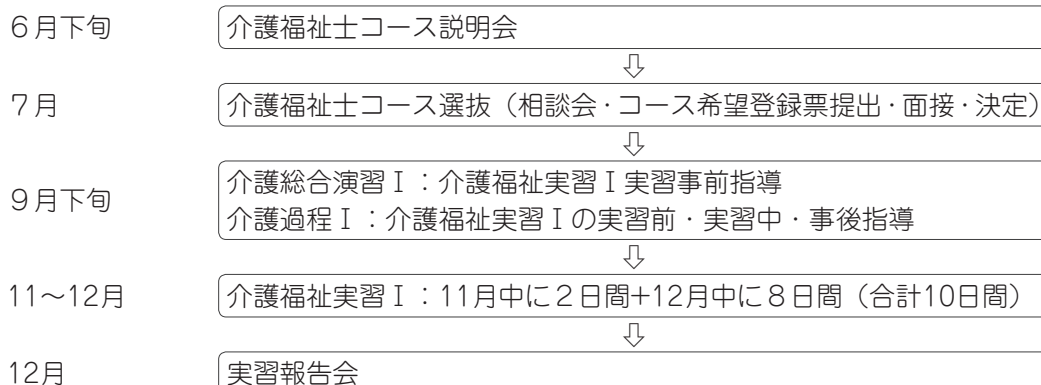 6月下旬 介護福祉士コース説明会
⇩
7月 介護福祉士コース選抜（相談会・コース希望登録票提出・面接・決定）
⇩
9月下旬 介護総合演習Ⅰ：介護福祉実習Ⅰ実習事前指導
介護過程Ⅰ：介護福祉実習Ⅰの実習前・実習中・事後指導
⇩
11～12月 介護福祉実習Ⅰ：11月中に2日間+12月中に8日間（合計10日間）
⇩
12月 実習報告会